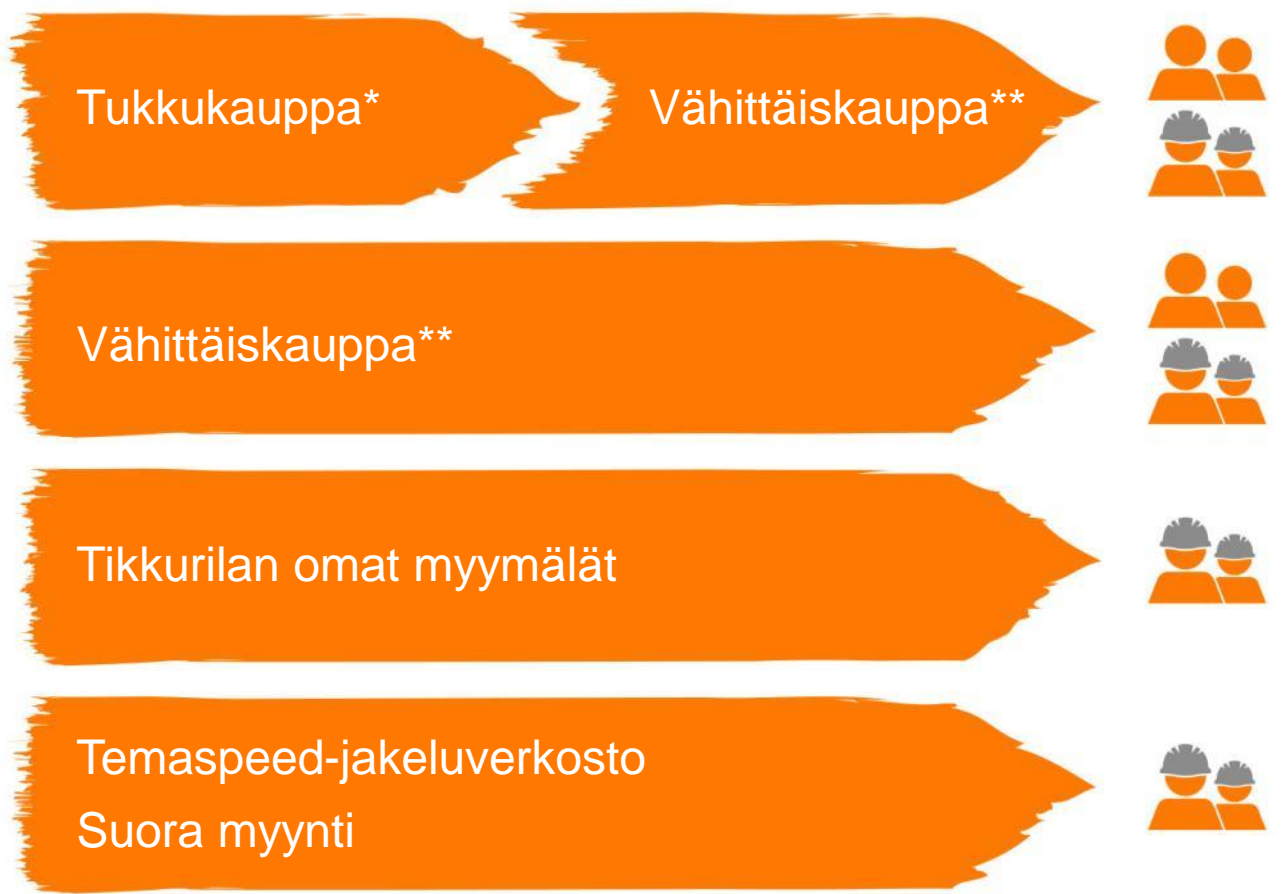 Tukkukauppa*
Vähittäiskauppa**
Vähittäiskauppa**
Tikkurilan omat myymälät
Temaspeed-jakeluverkosto
Suora myynti